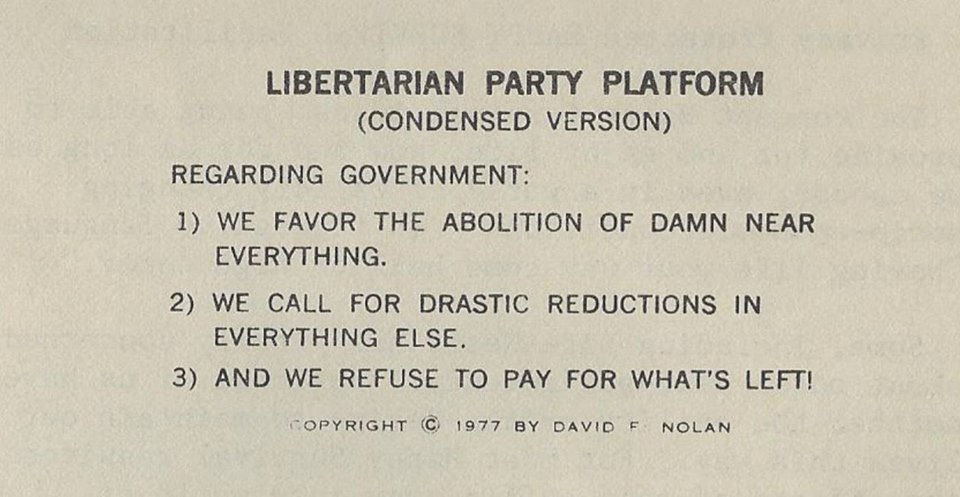 LIBERTARIAN PARTY PLATFORM
(CONDENSED VERSION)
REGARDING GOVERNMENT:
1) WE FAVOR THE ABOLITION OF DAMN NEAR
EVERYTHING.
2) WE CALL FOR DRASTIC REDUCTIONS IN
EVERYTHING ELSE.
3) AND WE REFUSE TO PAY FOR WHAT'S LEFT!
COPYRIGHT © 1977 BY DAVID F NOLAN